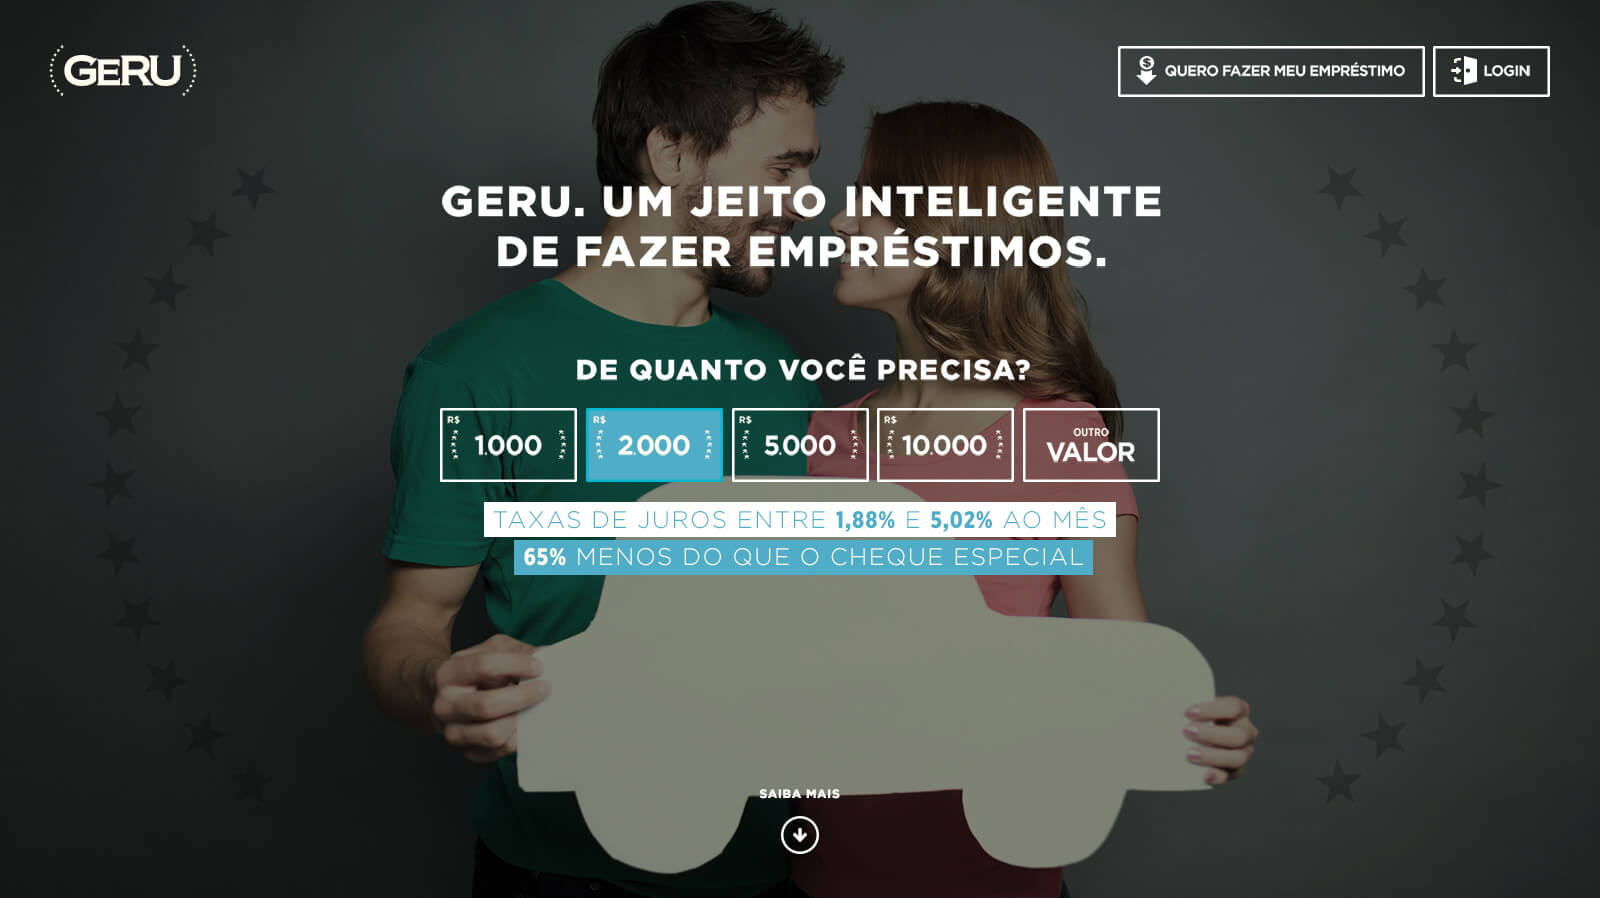 GERU
QUERO FAZER MEU EMPRÉSTIMO
LOGIN
GERU. UM JEITO INTELIGENTE
DE FAZER EMPRÉSTIMOS.
DE QUANTO VOCÊ PRECISA?
R$ 1.000
R$ 2.000
R$ 5.000
R$ 10.000
OUTRO
VALOR
TAXAS DE JUROS ENTRE 1,88% E 5,02% AO MÊS
65% MENOS DO QUE O CHEQUE ESPECIAL
SAIBA MAIS